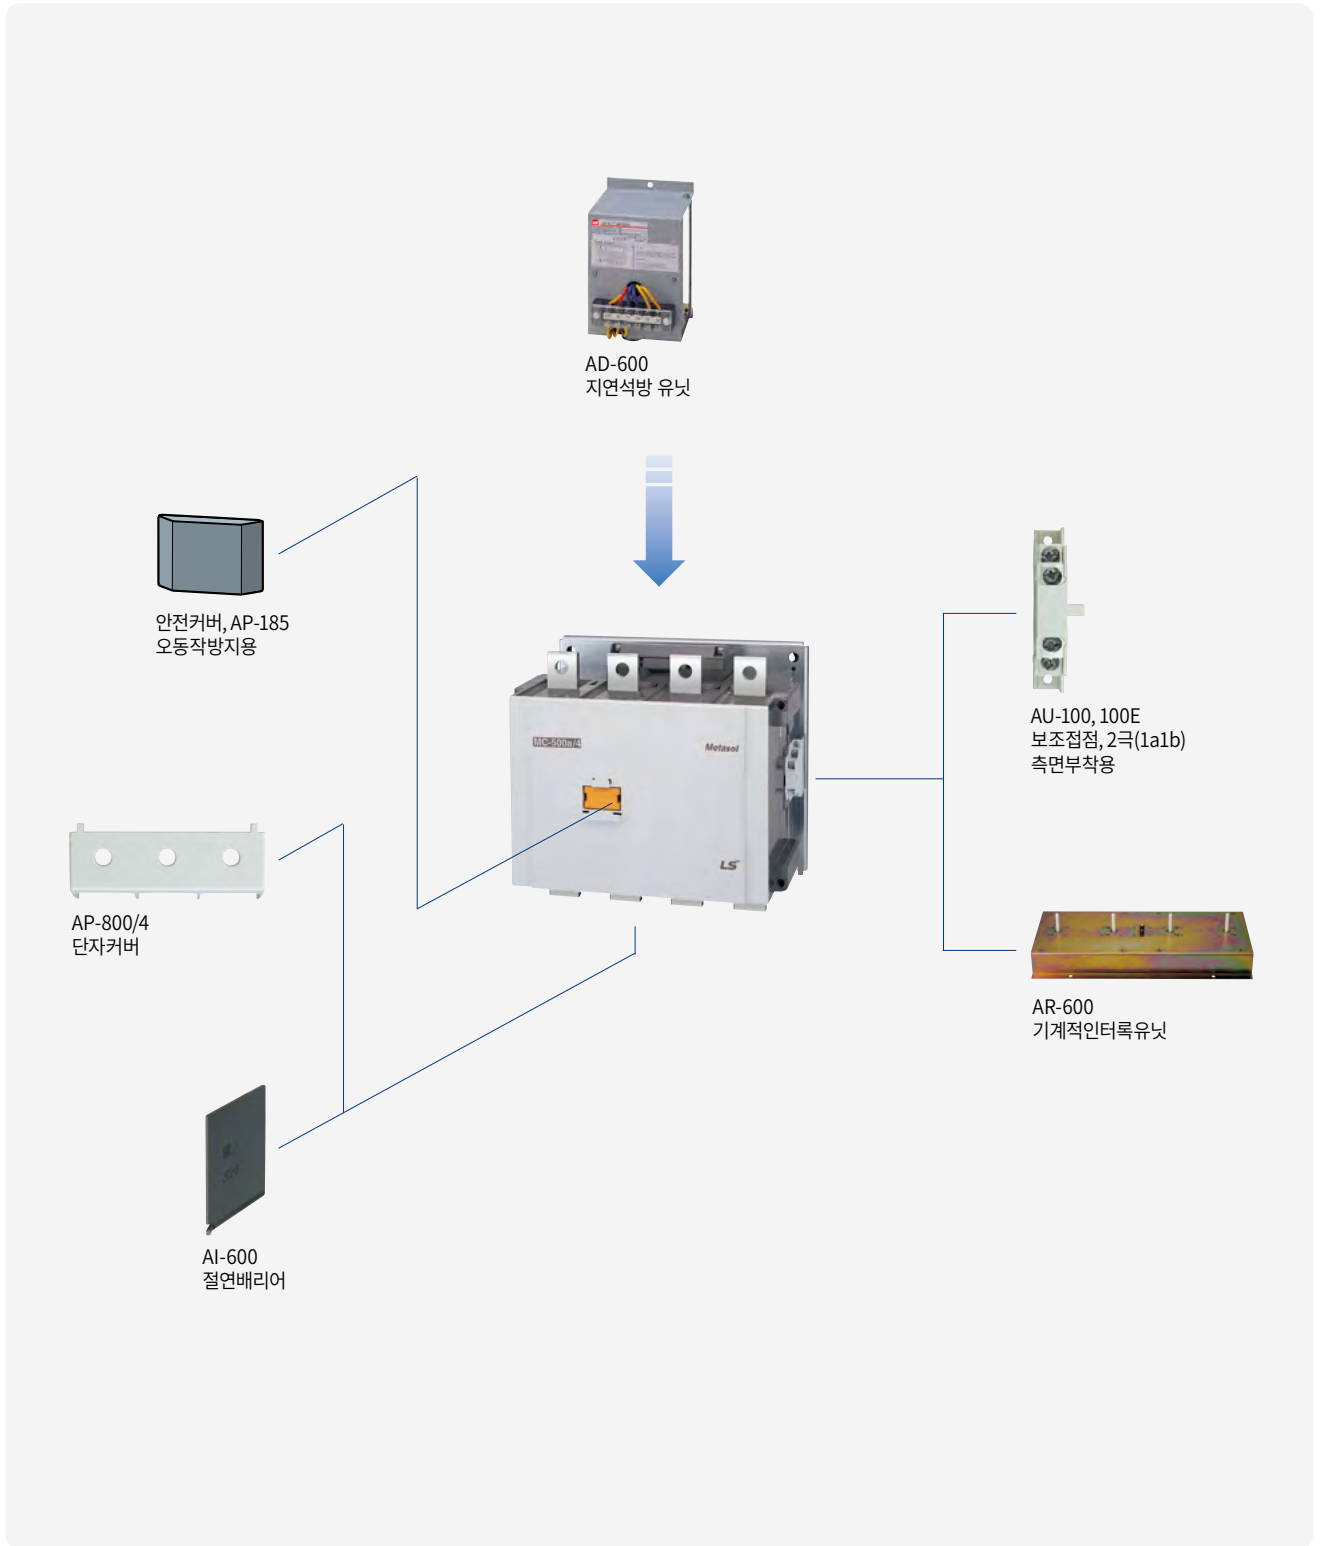 AD-600
지연석방 유닛
안전커버, AP-185
오동작방지용
MC-500a/4
Metasol
LS
AU-100, 100E
보조접점, 2극(1a1b)
측면부착용
AP-800/4
단자커버
AR-600
기계적인터록유닛
AI-600
절연배리어